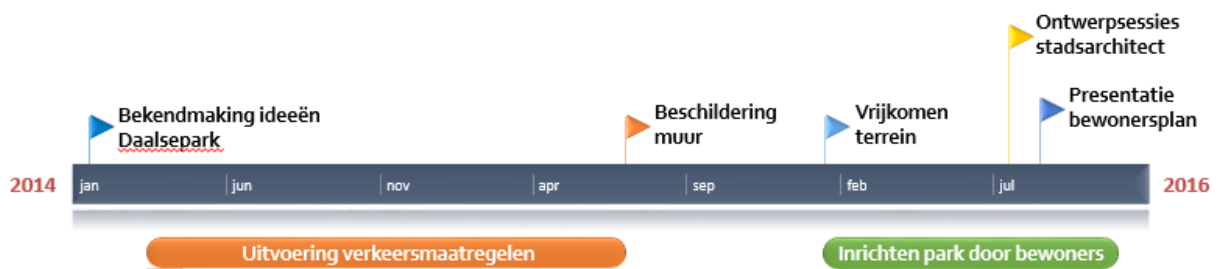 Ontwerpsessies
stadsarchitect
Bekendmaking ideeën
Daalsepark
Beschildering
muur
Vrijkomen
terrein
Presentatie
bewonersplan
2014 jan jun nov apr sep feb jul 2016
Uitvoering verkeersmaatregelen Inrichten park door bewoners